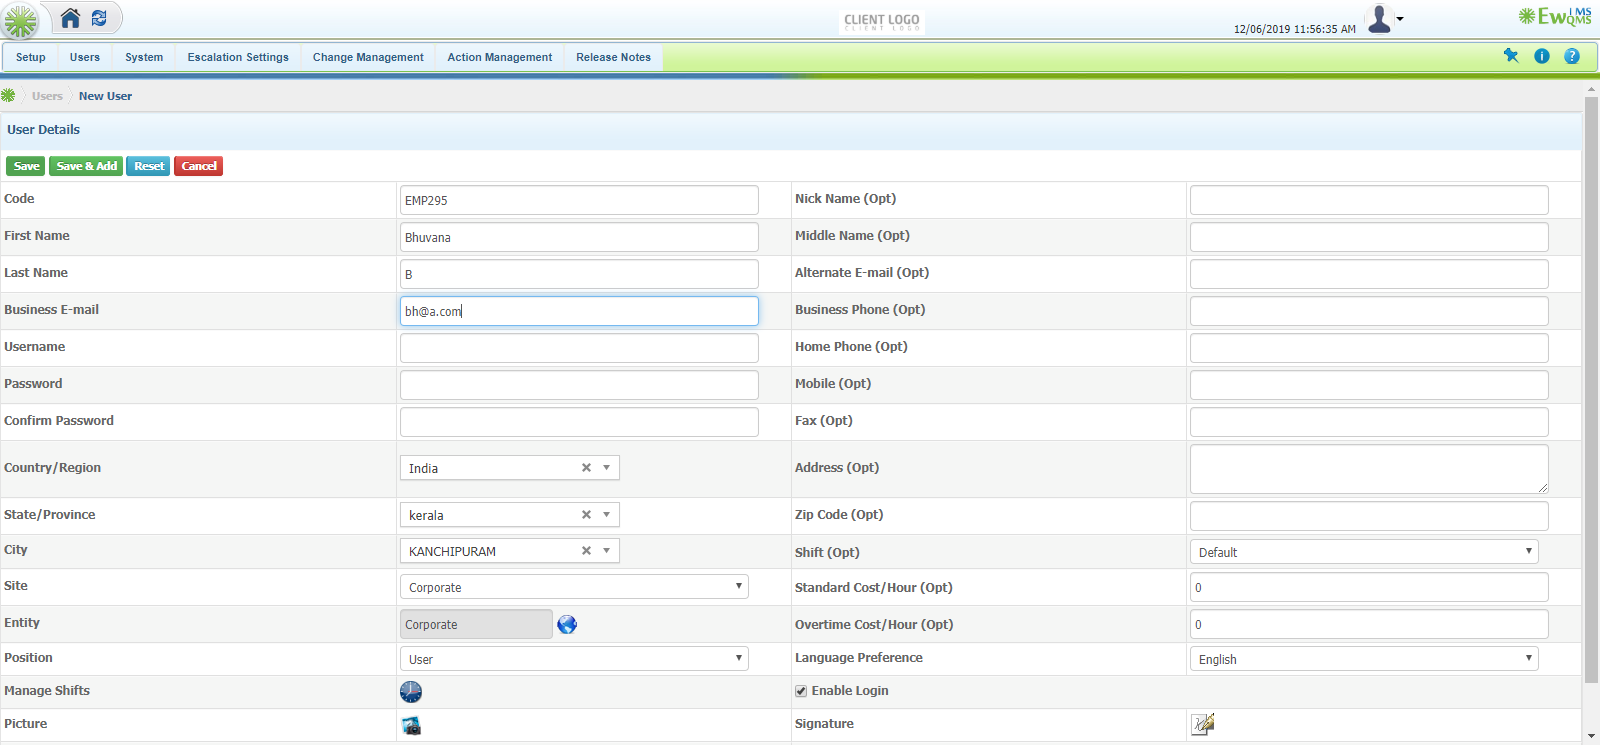 CLIENT LOGO
12/06/2019 11:56:35 AM
EwIMS
QMS
Setup Users System Escalation Settings Change Management Action Management Release Notes
Users New User
User Details
Save Save & Add Reset Cancel
Code EMP295 Nick Name (Opt)
First Name Bhuvana Middle Name (Opt)
Last Name B Alternate E-mail (Opt)
Business E-mail bh@a.com Business Phone (Opt)
Username Home Phone (Opt)
Password Mobile (Opt)
Confirm Password Fax (Opt)
Country/Region India Address (Opt)
State/Province kerala Zip Code (Opt)
City KANCHIPURAM Shift (Opt) Default
Site Corporate Standard Cost/Hour (Opt) 0
Entity Corporate Overtime Cost/Hour (Opt) 0
Position User Language Preference English
Manage Shifts Enable Login
Picture Signature